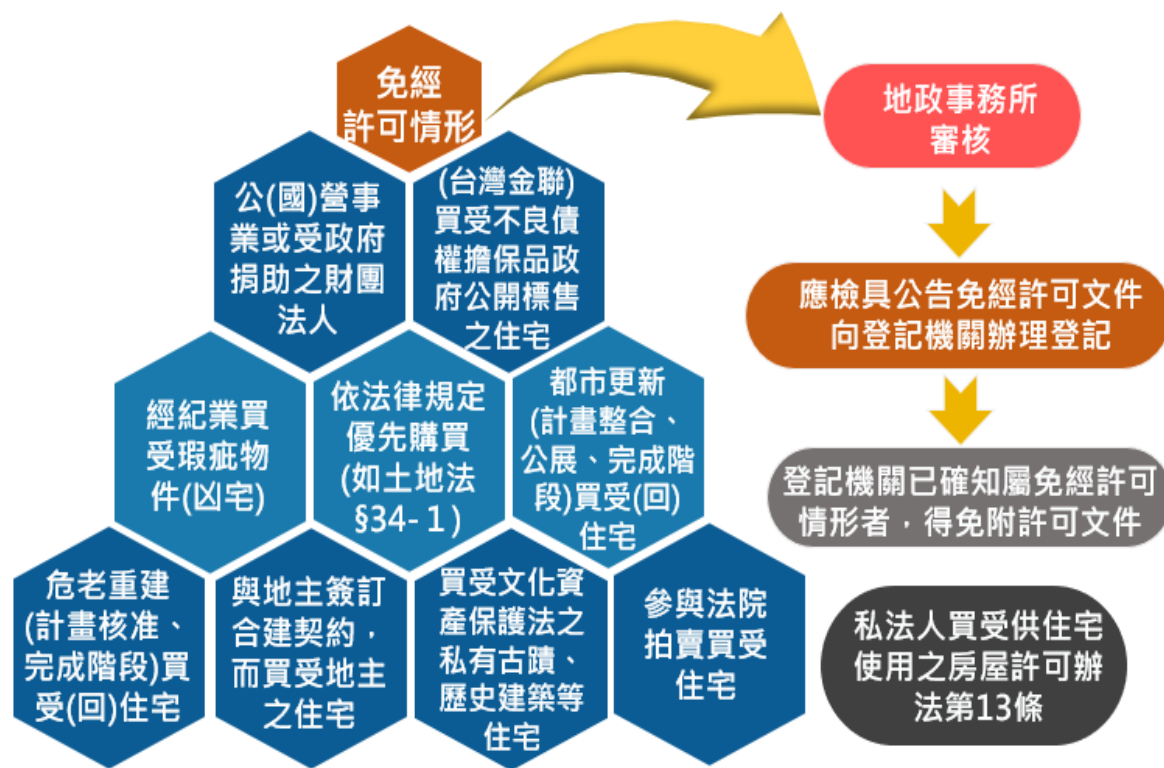 免經
許可情形
公(國)營事
業或受政府
捐助之財團
法人
(台灣金聯)
買受不良債
權擔保品政
府公開標售
之住宅
經紀業買
受瑕疵物
件(凶宅)
依法律規定
優先購買
(如土地法
§34-1)
都市更新
(計畫整合、
公展、完成階
段)買受(回)
住宅
危老重建
(計畫核准、
完成階段)買
受(回)住宅
與地主簽訂
合建契約，
而買受地主
之住宅
買受文化資
產保護法之
私有古蹟、
歷史建築等
住宅
參與法院
拍賣買受
住宅
地政事務所
審核
應檢具公告免經許可文件
向登記機關辦理登記
登記機關已確知屬免經許可
情形者，得免附許可文件
私法人買受供住宅
使用之房屋許可辦
法第13條